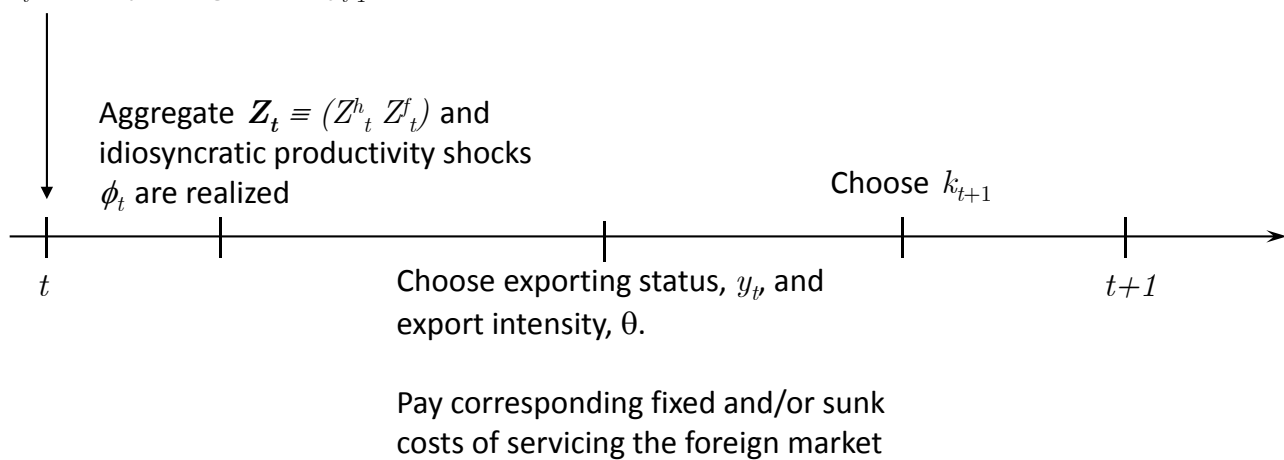 Aggregate Z_t ≡ (Z^h_t Z^f_t) and
idiosyncratic productivity shocks
ϕ_t are realized
Choose k_{t+1}
t
Choose exporting status, y_t, and
export intensity, θ.
t+1
Pay corresponding fixed and/or sunk
costs of servicing the foreign market